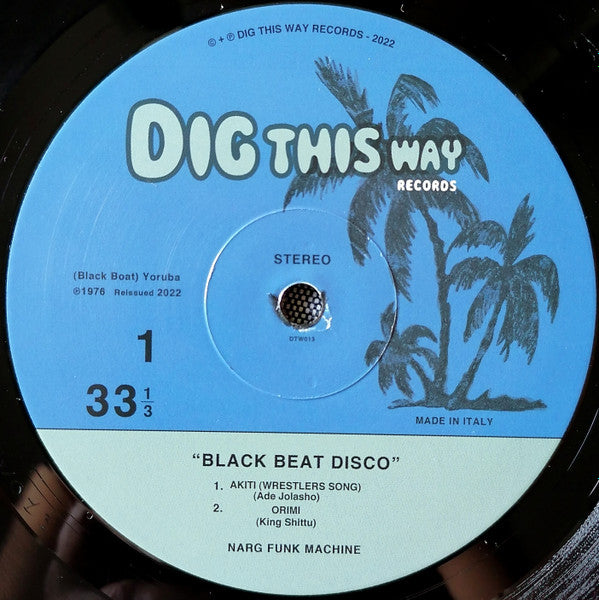 © + ℗ DIG THIS WAY RECORDS - 2022
DIG THIS WAY
RECORDS
STEREO
(Black Boat) Yoruba
℗1976 Reissued 2022
DTW013
1
33 1/3
MADE IN ITALY
“BLACK BEAT DISCO”
1. AKITI (WRESTLERS SONG)
(Ade Jolasho)
2. ORIMI
(King Shittu)
NARG FUNK MACHINE